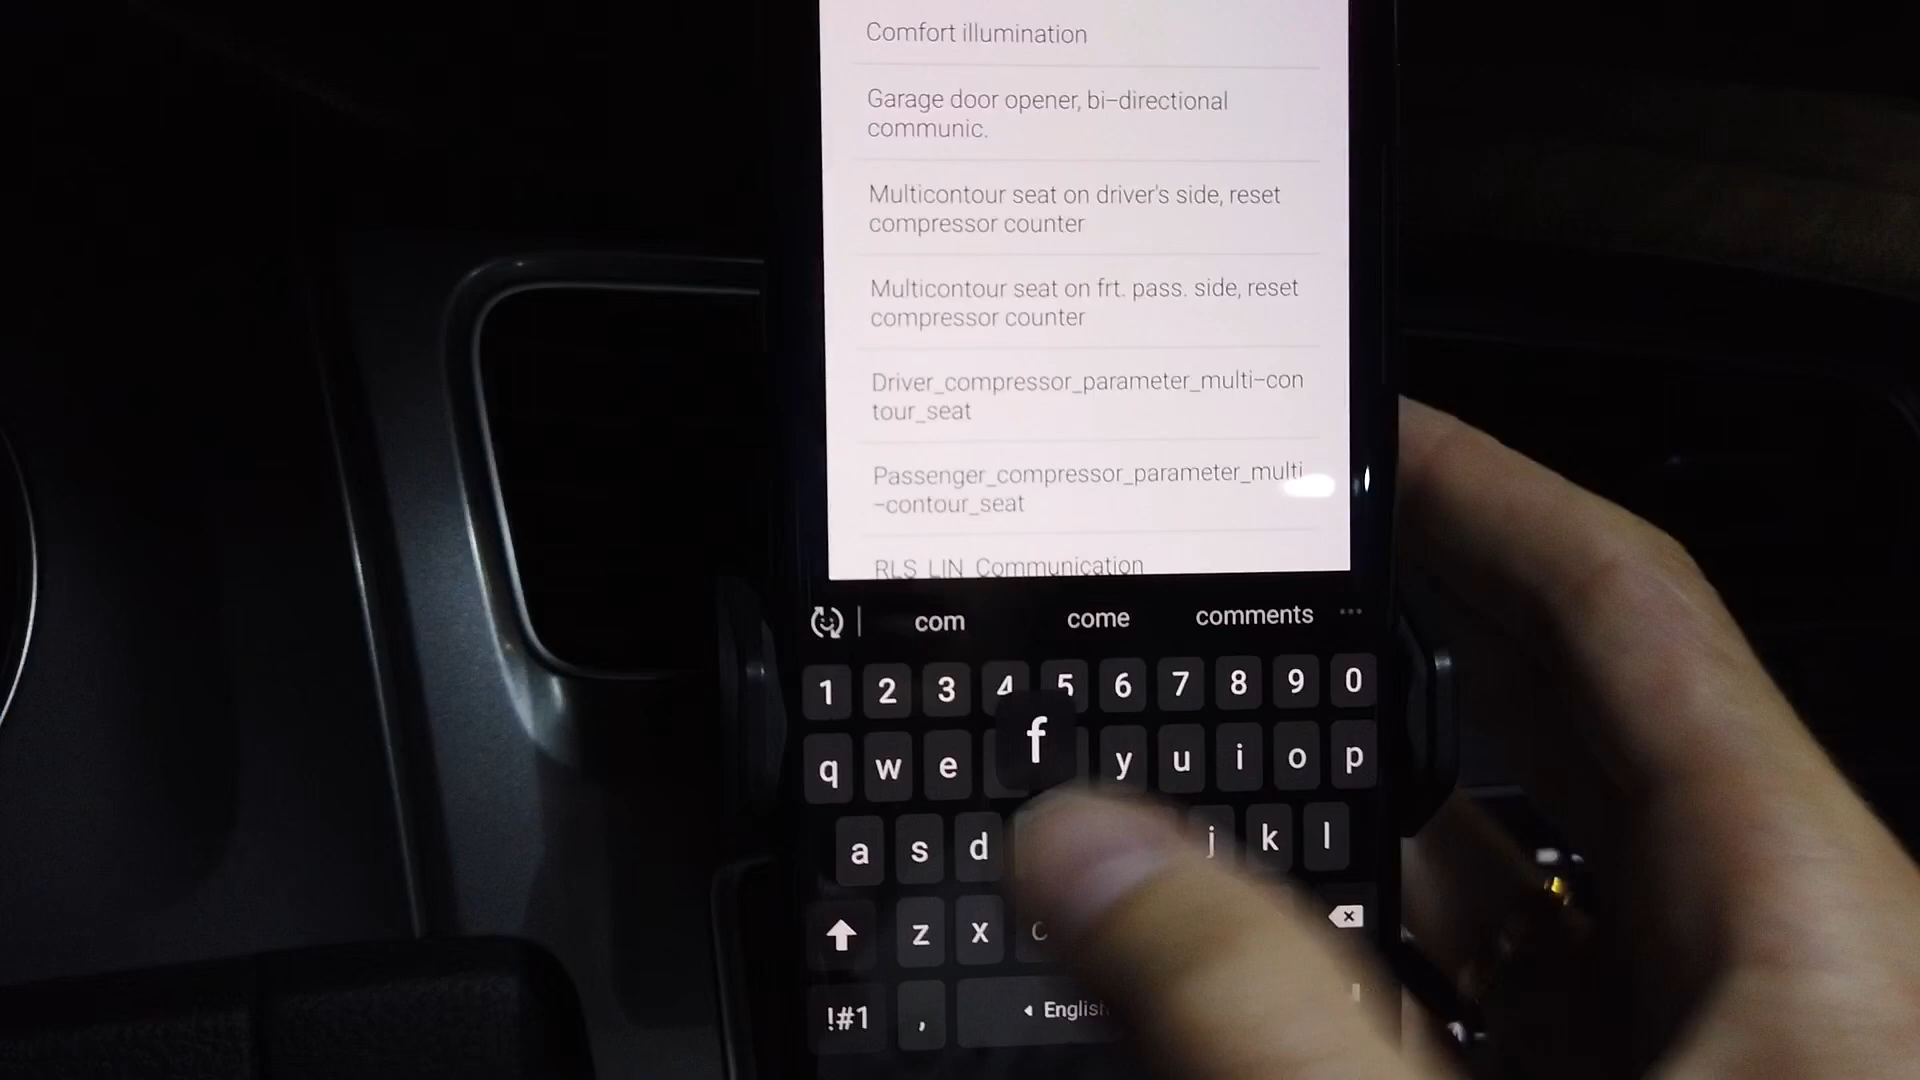 Comfort illumination
Garage door opener, bi-directional
communic.
Multicontour seat on driver's side, reset
compressor counter
Multicontour seat on frt. pass. side, reset
compressor counter
Driver_compressor_parameter_multi-con
tour_seat
Passenger_compressor_parameter_multi
-contour_seat
RLS_LIN_Communication
com come comments
1 2 3 4 5 6 7 8 9 0
f
q w e y u i o p
a s d j k l
z x c
!#1 , English